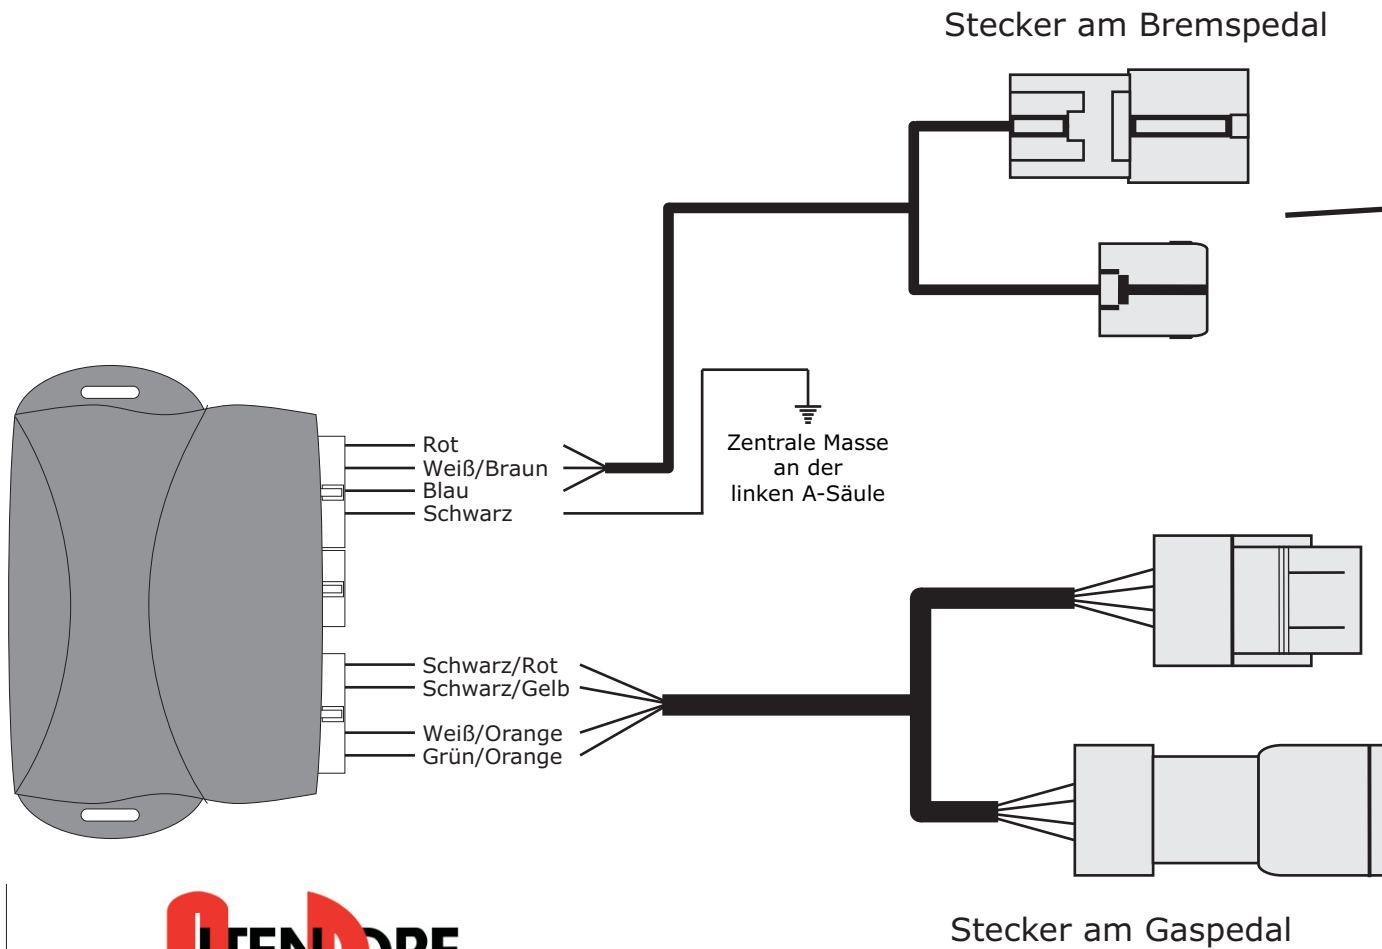 Stecker am Bremspedal
Rot
Weiß/Braun
Blau
Schwarz
Zentrale Masse
an der
linken A-Säule
Schwarz/Rot
Schwarz/Gelb
Weiß/Orange
Grün/Orange
Stecker am Gaspedal